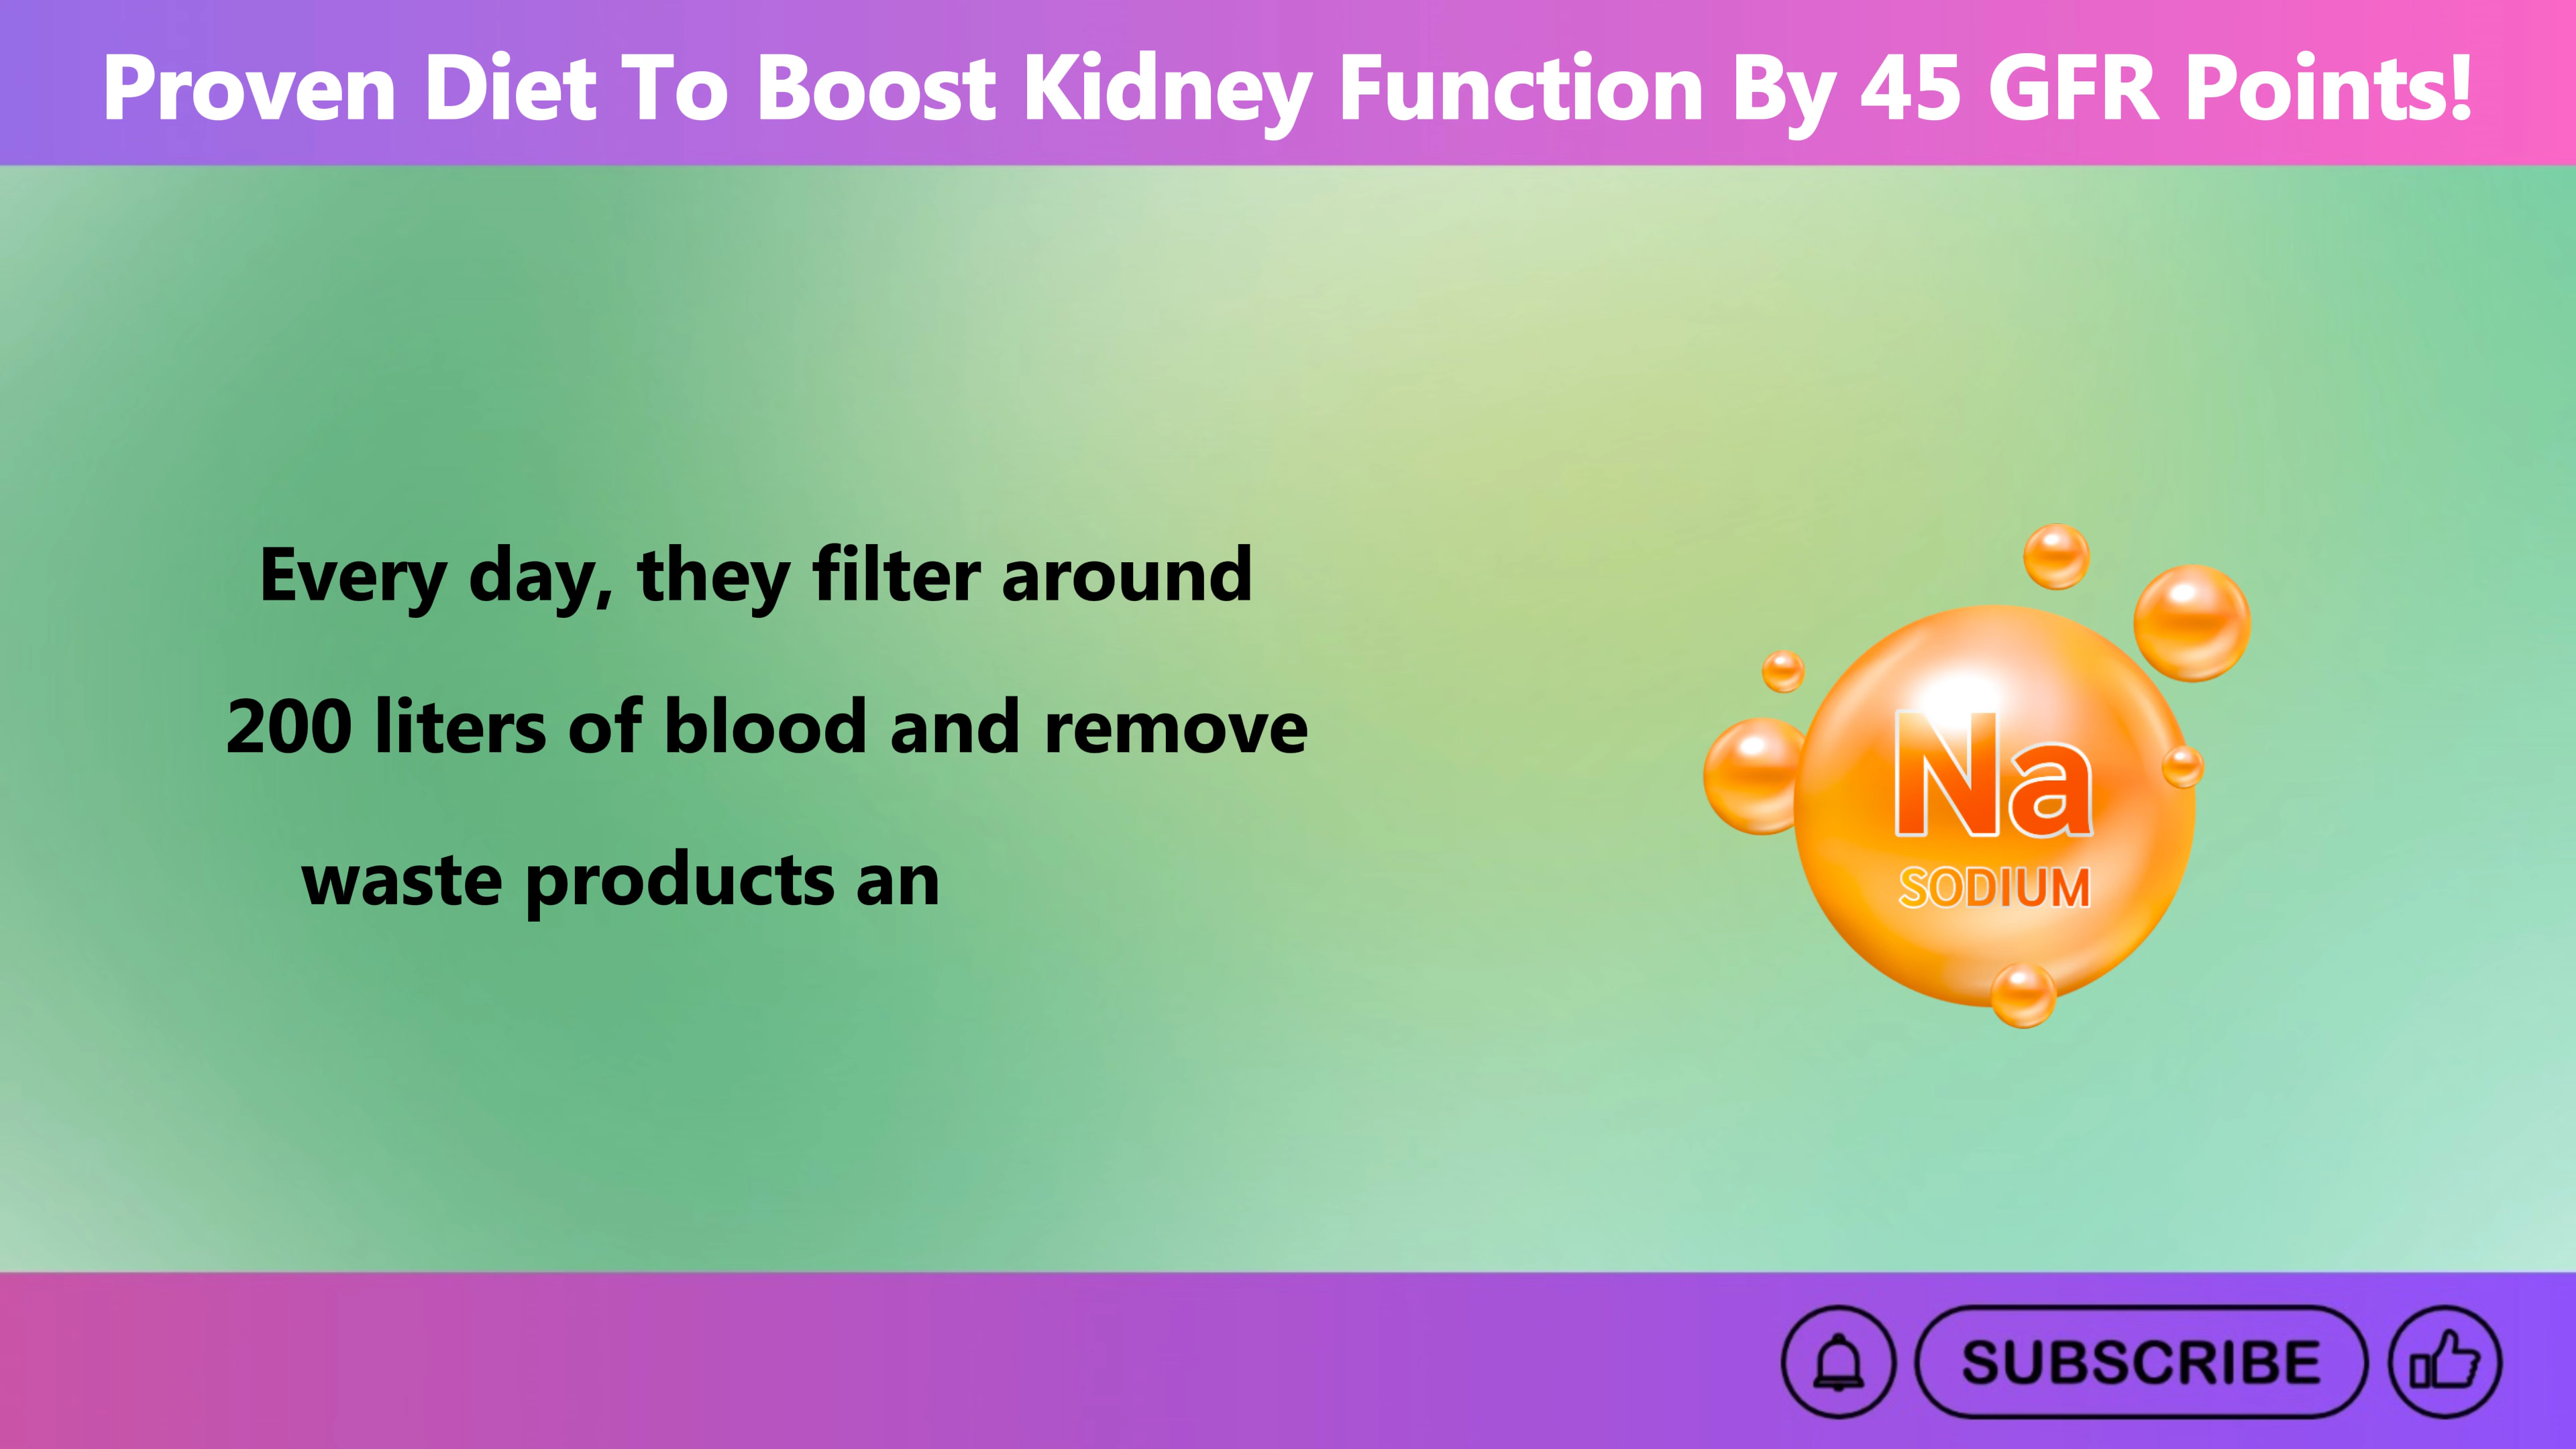 Proven Diet To Boost Kidney Function By 45 GFR Points!
Every day, they filter around
200 liters of blood and remove
waste products an
Na
SODIUM
SUBSCRIBE